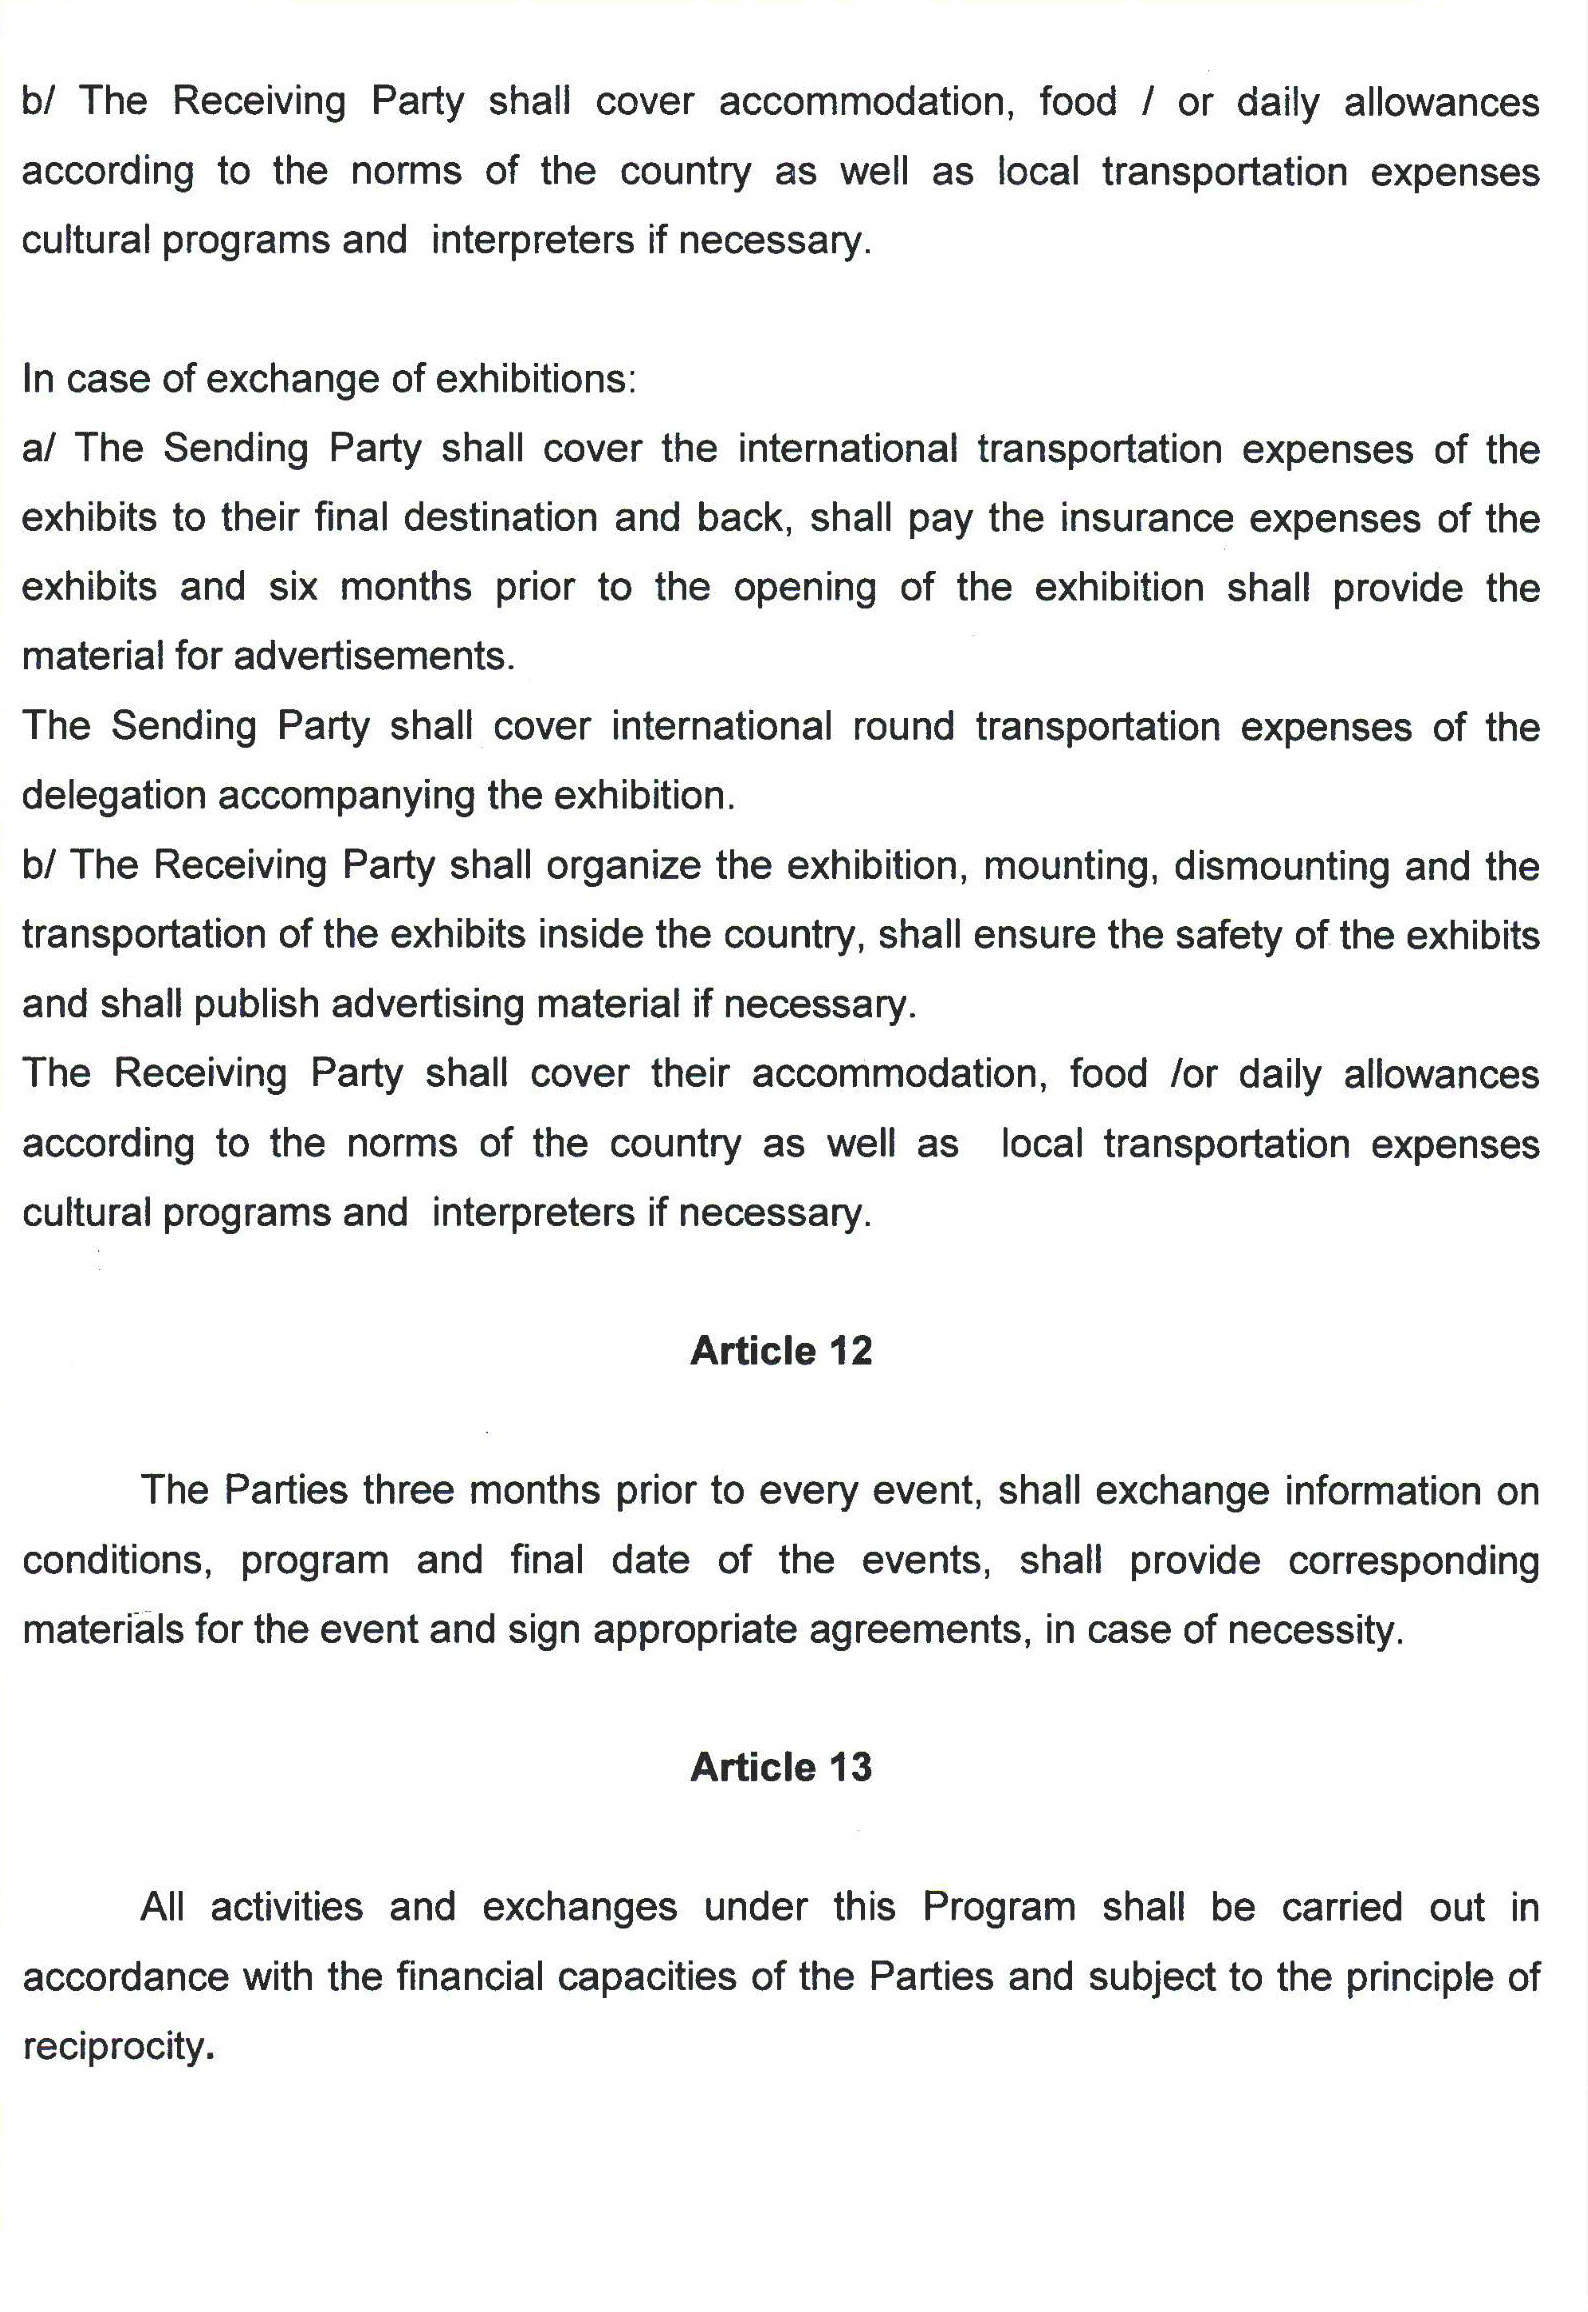 b/ The Receiving Party shall cover accommodation, food / or daily allowances
according to the norms of the country as well as local transportation expenses
cultural programs and interpreters if necessary.
In case of exchange of exhibitions:
a/ The Sending Party shall cover the international transportation expenses of the
exhibits to their final destination and back, shall pay the insurance expenses of the
exhibits and six months prior to the opening of the exhibition shall provide the
material for advertisements.
The Sending Party shall cover international round transportation expenses of the
delegation accompanying the exhibition.
b/ The Receiving Party shall organize the exhibition, mounting, dismounting and the
transportation of the exhibits inside the country, shall ensure the safety of the exhibits
and shall publish advertising material if necessary.
The Receiving Party shall cover their accommodation, food /or daily allowances
according to the norms of the country as well as local transportation expenses
cultural programs and interpreters if necessary.
Article 12
The Parties three months prior to every event, shall exchange information on
conditions, program and final date of the events, shall provide corresponding
materials for the event and sign appropriate agreements, in case of necessity.
Article 13
All activities and exchanges under this Program shall be carried out in
accordance with the financial capacities of the Parties and subject to the principle of
reciprocity.